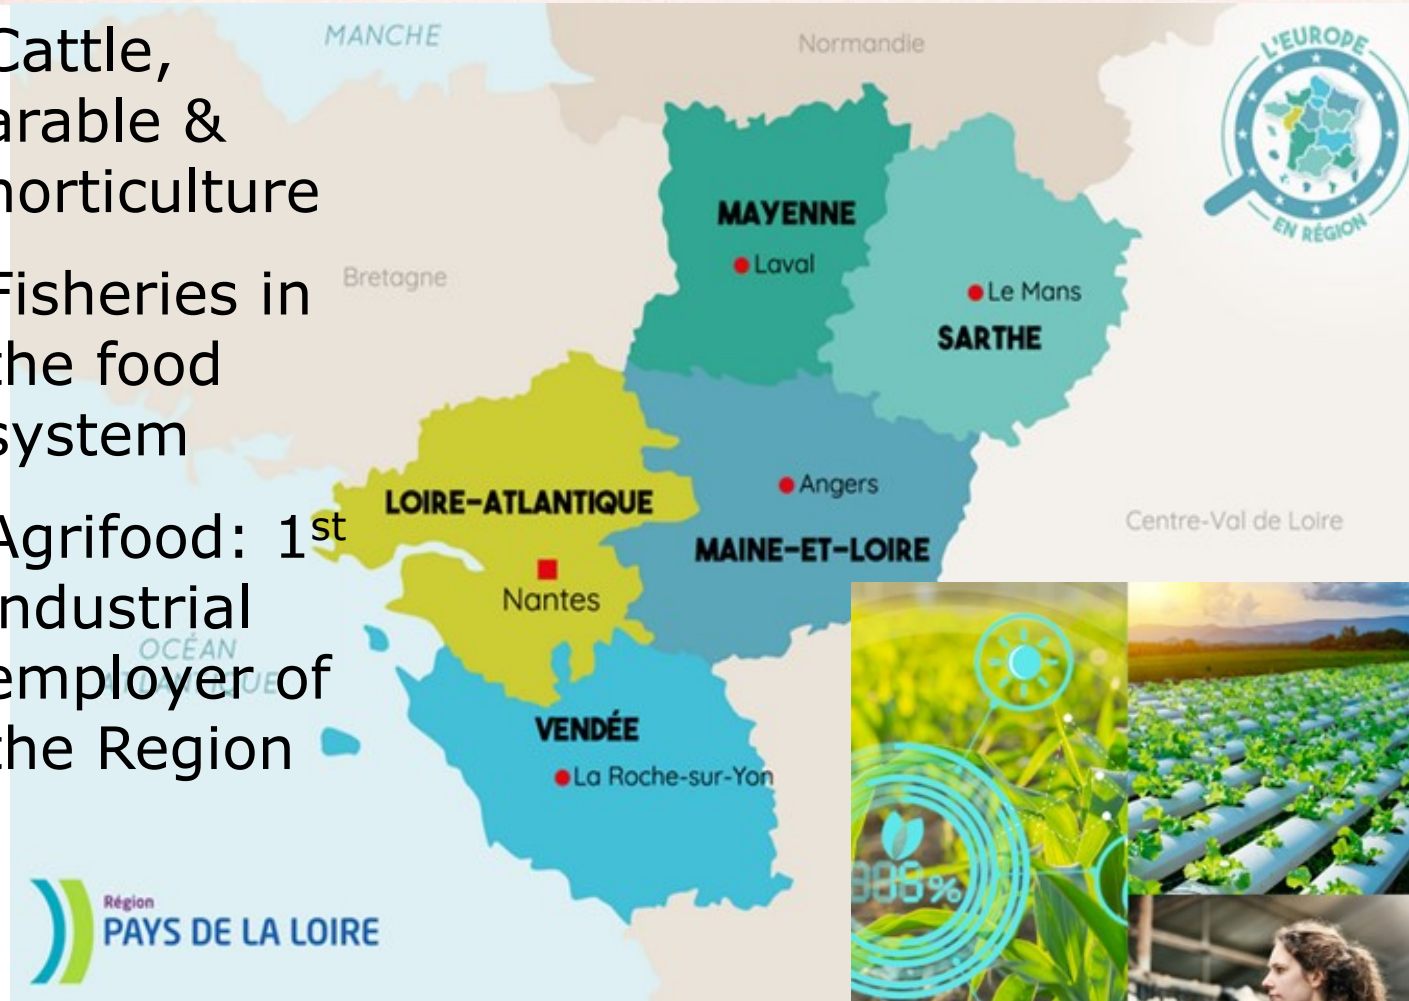 Cattle,
arable &
horticulture
Fisheries in
the food
system
Agrifood: 1st
industrial
employer of
the Region
MANCHE
Normandie
L'EUROPE
EN RÉGION
Bretagne
MAYENNE
Laval
Le Mans
SARTHE
LOIRE-ATLANTIQUE
Angers
MAINE-ET-LOIRE
Nantes
Centre-Val de Loire
OCÉAN
ATLANTIQUE
VENDÉE
La Roche-sur-Yon
Région
PAYS DE LA LOIRE